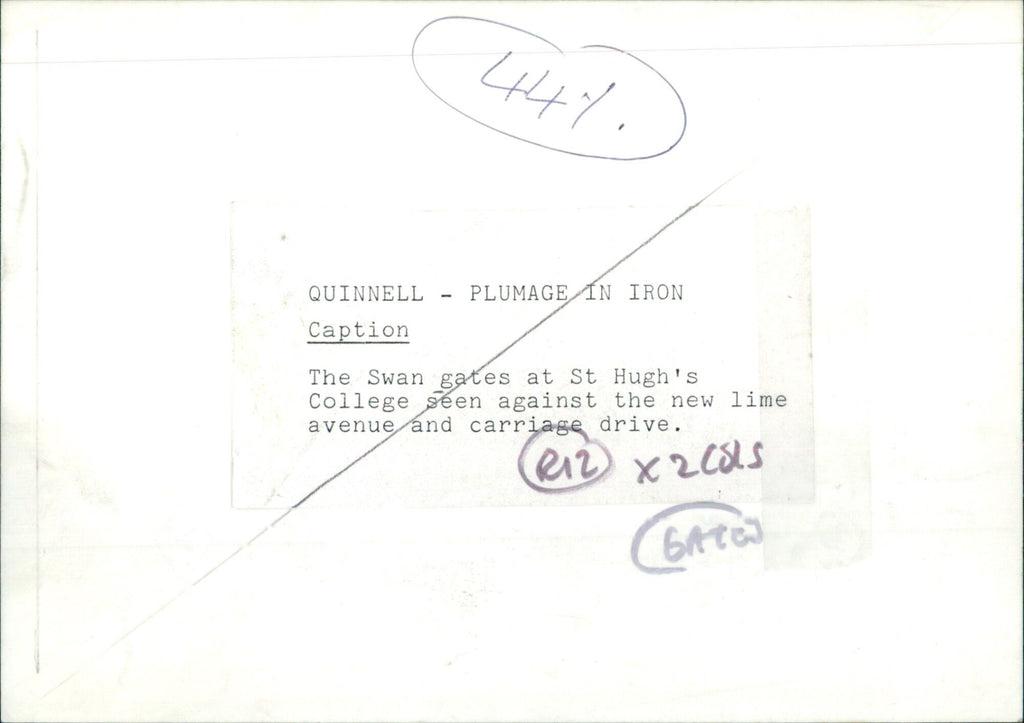 44%.
QUINNELL - PLUMAGE IN IRON
Caption
The Swan gates at St Hugh's
College seen against the new lime
avenue and carriage drive.
R12 x 2 COLS
GATES